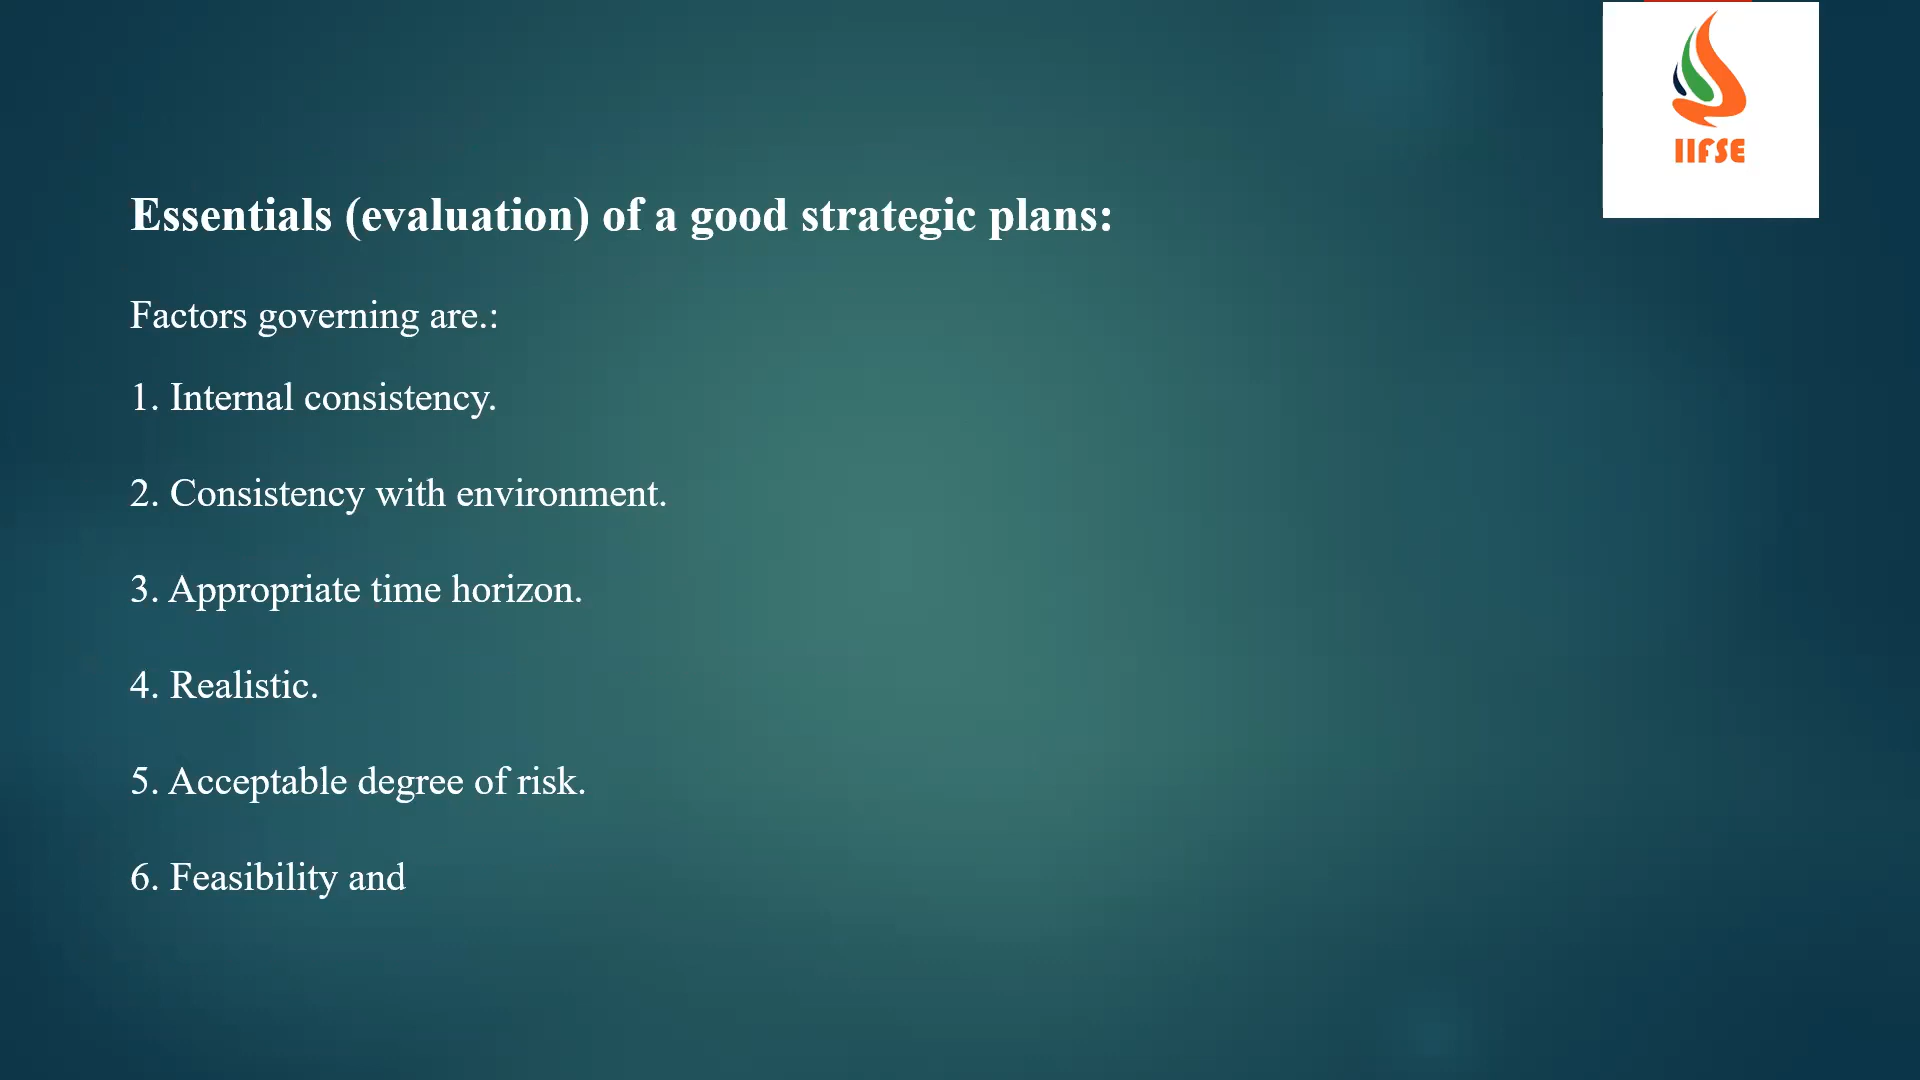 IIFSE
Essentials (evaluation) of a good strategic plans:
Factors governing are.:
1. Internal consistency.
2. Consistency with environment.
3. Appropriate time horizon.
4. Realistic.
5. Acceptable degree of risk.
6. Feasibility and